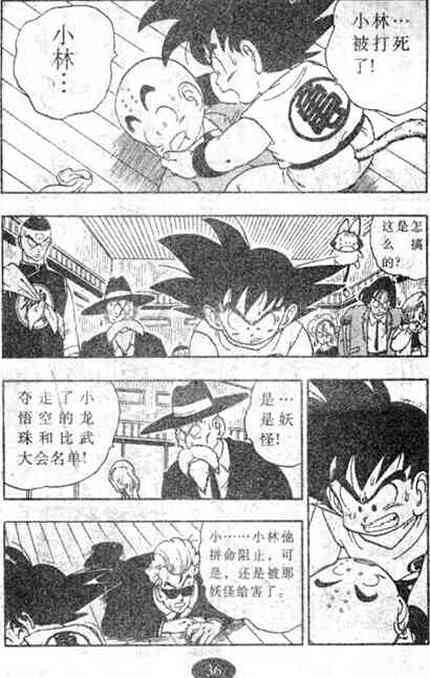 小林…
被打死
了!
小林…
这是怎
么搞
的?
是…
是妖
怪!
夺走了小
悟空的龙
珠和比武
大会名单!
小……小林他
拼命阻止，可
是，还是被那
妖怪给害了。
36